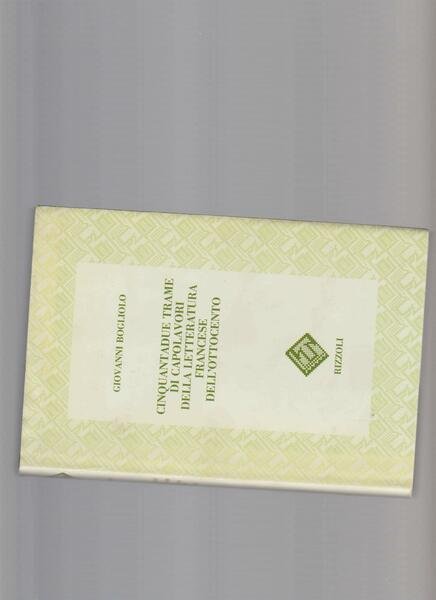 GIOVANNI BOGLIOLO
CINQUANTADUE TRAME
DI CAPOLAVORI
DELLA LETTERATURA
FRANCESE
DELL'OTTOCENTO
RIZZOLI